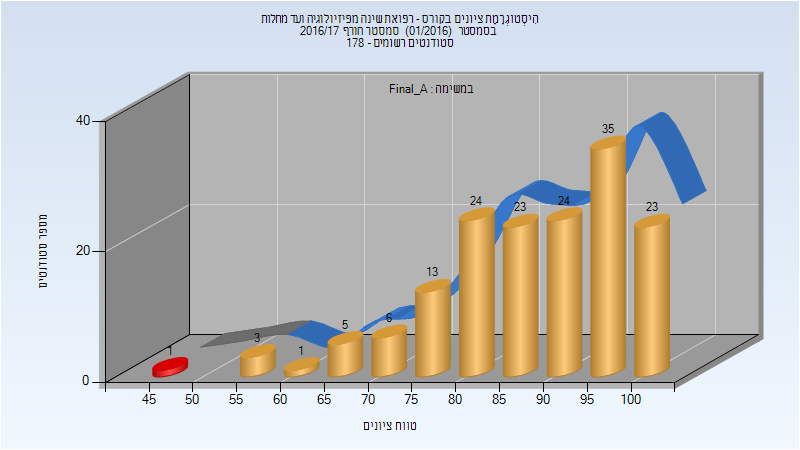 היסטוגרמת ציונים בקורס - רפואת שינה מפיזיולוגיה ועד מחלות
בסמסטר (01/2016) סמסטר חורף 2016/17
סטודנטים רשומים - 178
במשימה : Final_A
מספר סטודנטים
40
20
0
1
3
1
5
6
13
24
23
24
35
23
45 50 55 60 65 70 75 80 85 90 95 100
טווח ציונים